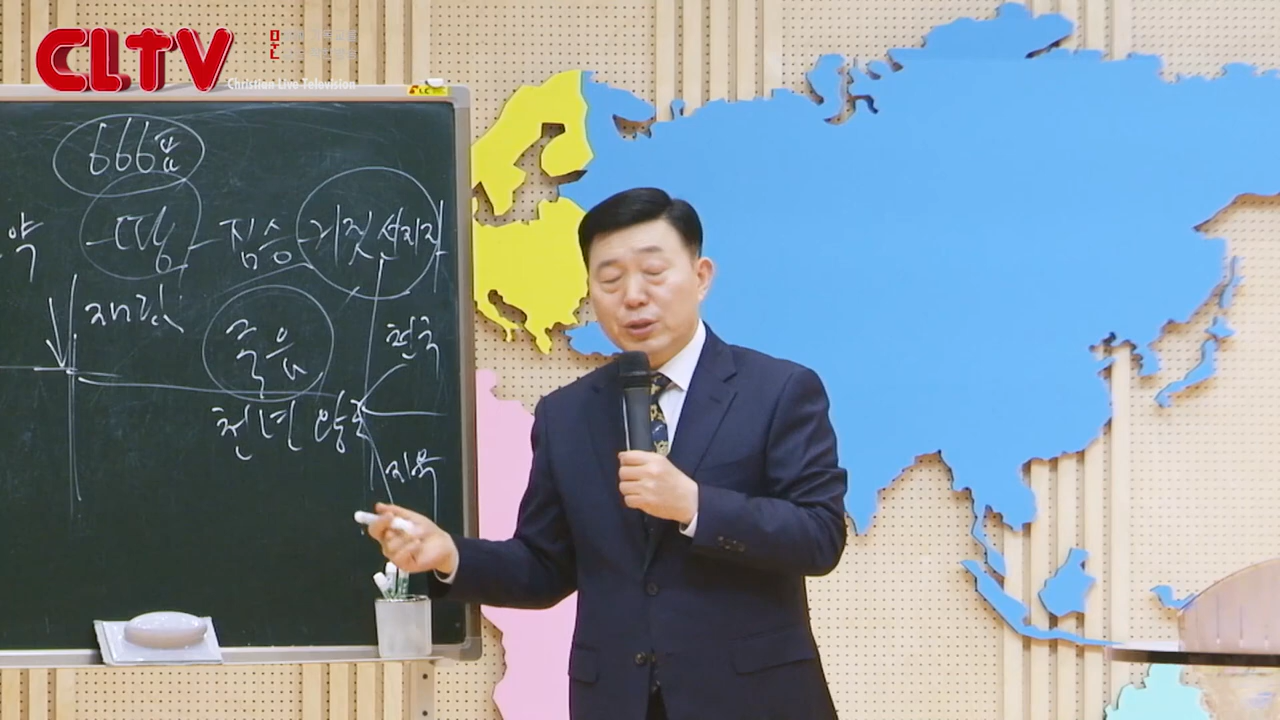 CLTV
Christian Live Television
666표
약 땅 - 짐승 - 거짓선지자
재림
죽음
천국
천년왕국
지옥